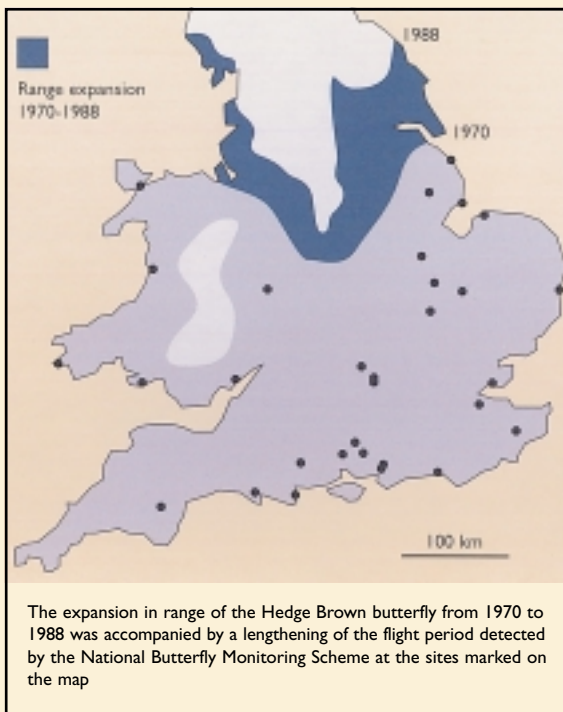 1988
Range expansion
1970-1988
1970
100 km
The expansion in range of the Hedge Brown butterfly from 1970 to
1988 was accompanied by a lengthening of the flight period detected
by the National Butterfly Monitoring Scheme at the sites marked on
the map